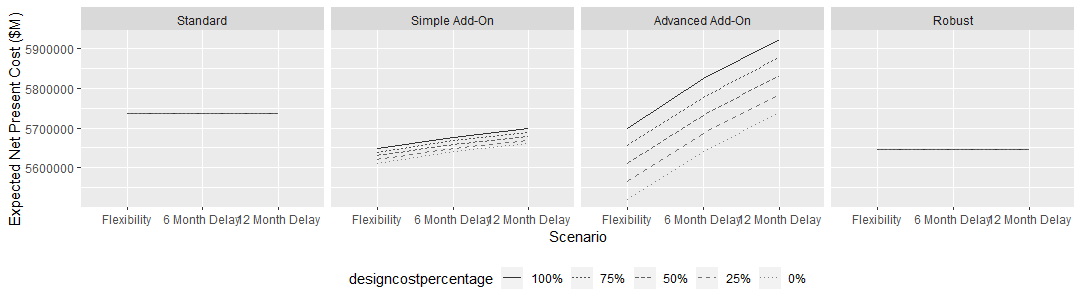 Standard
Simple Add-On
Advanced Add-On
Robust
Expected Net Present Cost ($M )
5900000
5800000
5700000
5600000
Flexibility 6 Month Delay 12 Month Delay
Flexibility 6 Month Delay 12 Month Delay
Flexibility 6 Month Delay 12 Month Delay
Flexibility 6 Month Delay 12 Month Delay
Scenario
designcostpercentage 100% 75% 50% 25% 0%